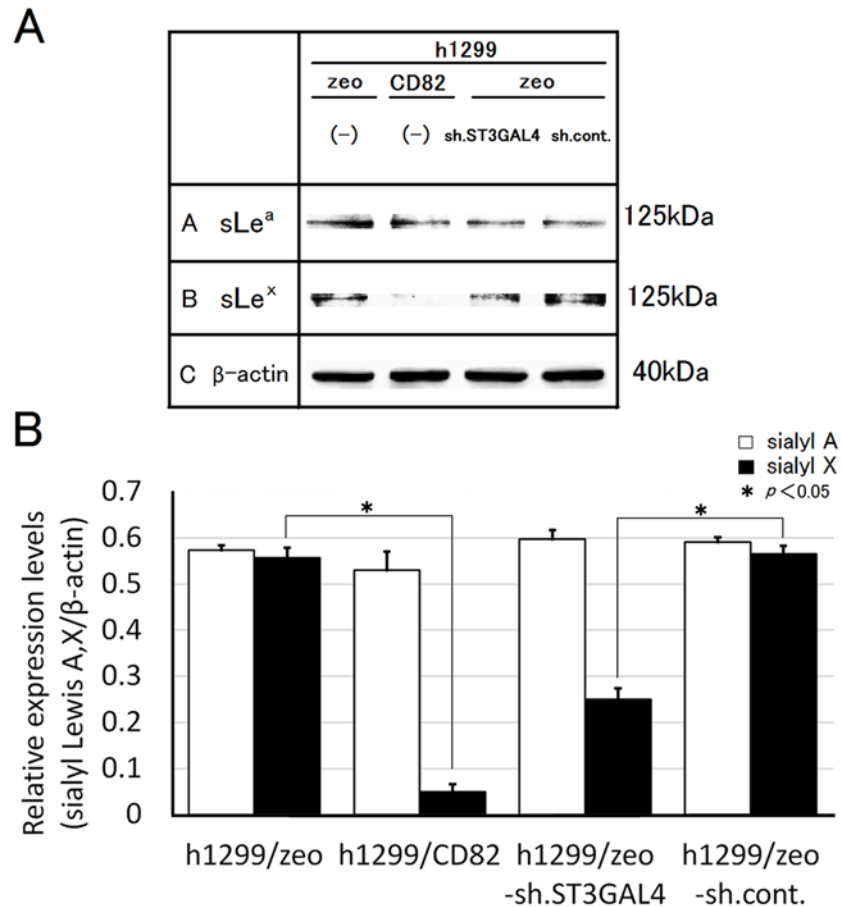 A
h1299
zeo CD82 zeo
(-) (-) sh.ST3GAL4 sh.cont.
A sLeᵃ 125kDa
B sLeˣ 125kDa
C β-actin 40kDa
B
sialyl A
sialyl X
* p<0.05
Relative expression levels
(sialyl Lewis A,X/β-actin)
0.7
0.6
0.5
0.4
0.3
0.2
0.1
0
*
*
h1299/zeo h1299/CD82 h1299/zeo h1299/zeo
-sh.ST3GAL4 -sh.cont.